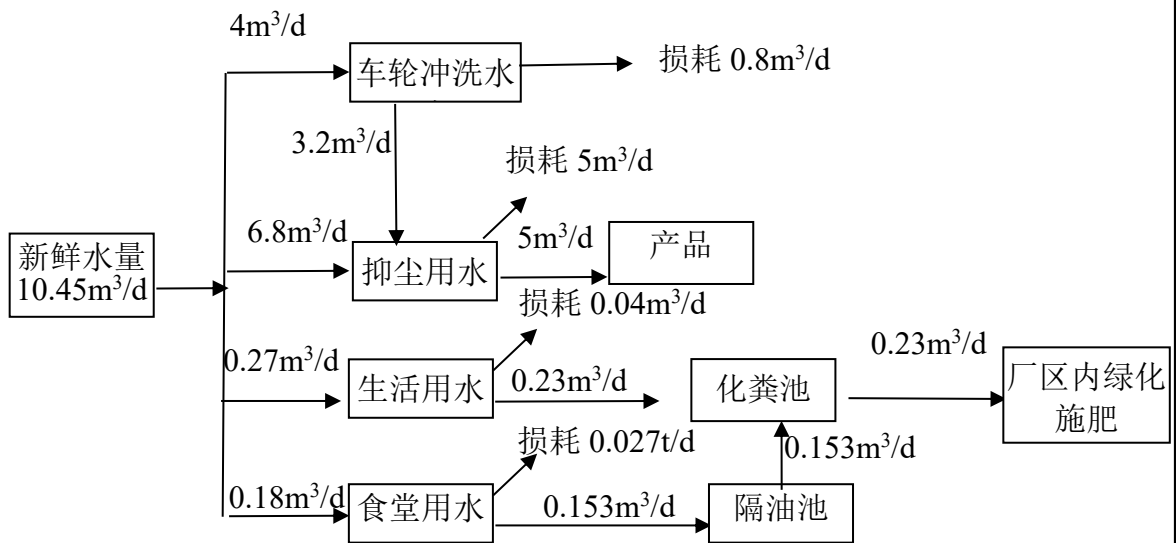 4m³/d
车轮冲洗水
损耗 0.8m³/d
3.2m³/d
损耗 5m³/d
6.8m³/d
5m³/d
产品
新鲜水量
10.45m³/d
抑尘用水
损耗 0.04m³/d
0.27m³/d
生活用水
0.23m³/d
化粪池
0.23m³/d
厂区内绿化
施肥
损耗 0.027t/d
0.153m³/d
0.18m³/d
食堂用水
0.153m³/d
隔油池